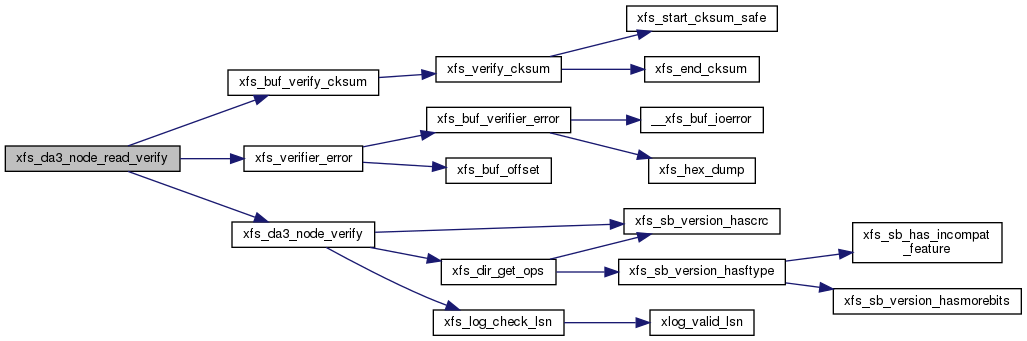 xfs_start_cksum_safe
xfs_verify_cksum
xfs_end_cksum
xfs_buf_verify_cksum
xfs_buf_verifier_error
__xfs_buf_ioerror
xfs_da3_node_read_verify
xfs_verifier_error
xfs_buf_offset
xfs_hex_dump
xfs_da3_node_verify
xfs_sb_version_hascrc
xfs_sb_has_incompat
_feature
xfs_dir_get_ops
xfs_sb_version_hasftype
xfs_sb_version_hasmorebits
xfs_log_check_lsn
xlog_valid_lsn